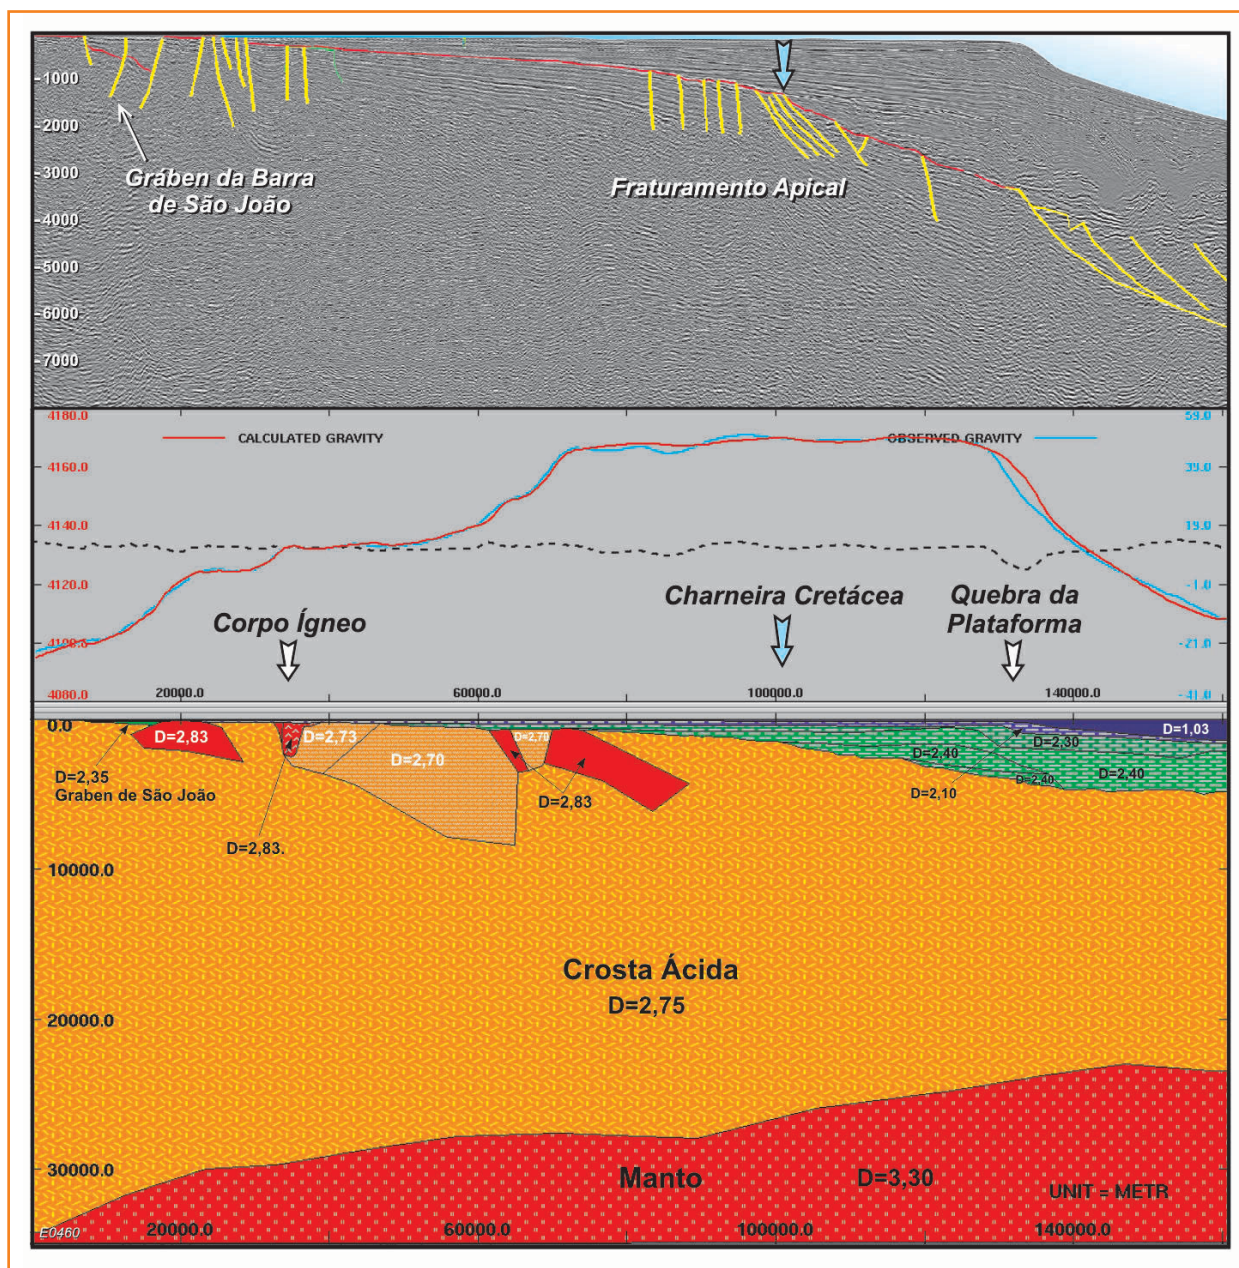 -1000
-2000
-3000
-4000
-5000
-6000
-7000
Gráben da Barra
de São João
Fraturamento Apical
4180.0
4160.0
4140.0
4120.0
4100.0
4080.0
CALCULATED GRAVITY
OBSERVED GRAVITY
59.0
39.0
19.0
-1.0
-21.0
-41.0
Corpo Ígneo
Charneira Cretácea
Quebra da
Plataforma
20000.0
60000.0
100000.0
140000.0
0.0
D=2,83
D=2,73
D=2,70
D=2,70
D=2,35
Graben de São João
D=2,83.
D=2,83
D=2,40
D=2,10
D=2,30
D=2,40
D=2,40
D=1,03
10000.0
Crosta Ácida
D=2,75
20000.0
30000.0
Manto
D=3,30
UNIT = METR
E0460
20000.0
60000.0
100000.0
140000.0